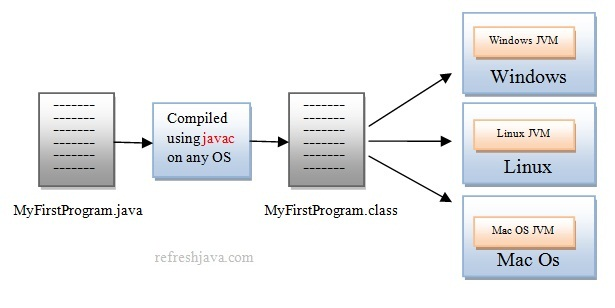 MyFirstProgram.java
Compiled
using javac
on any OS
MyFirstProgram.class
Windows JVM
Windows
Linux JVM
Linux
Mac OS JVM
Mac Os
refreshjava.com